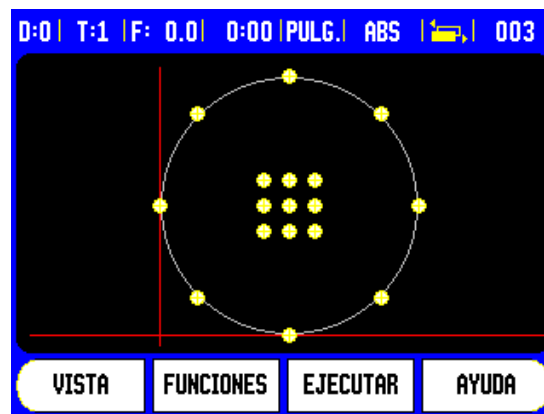 D:0 | T:1 | F: 0.0 | 0:00 | PULG. | ABS | 003
VISTA FUNCIONES EJECUTAR AYUDA